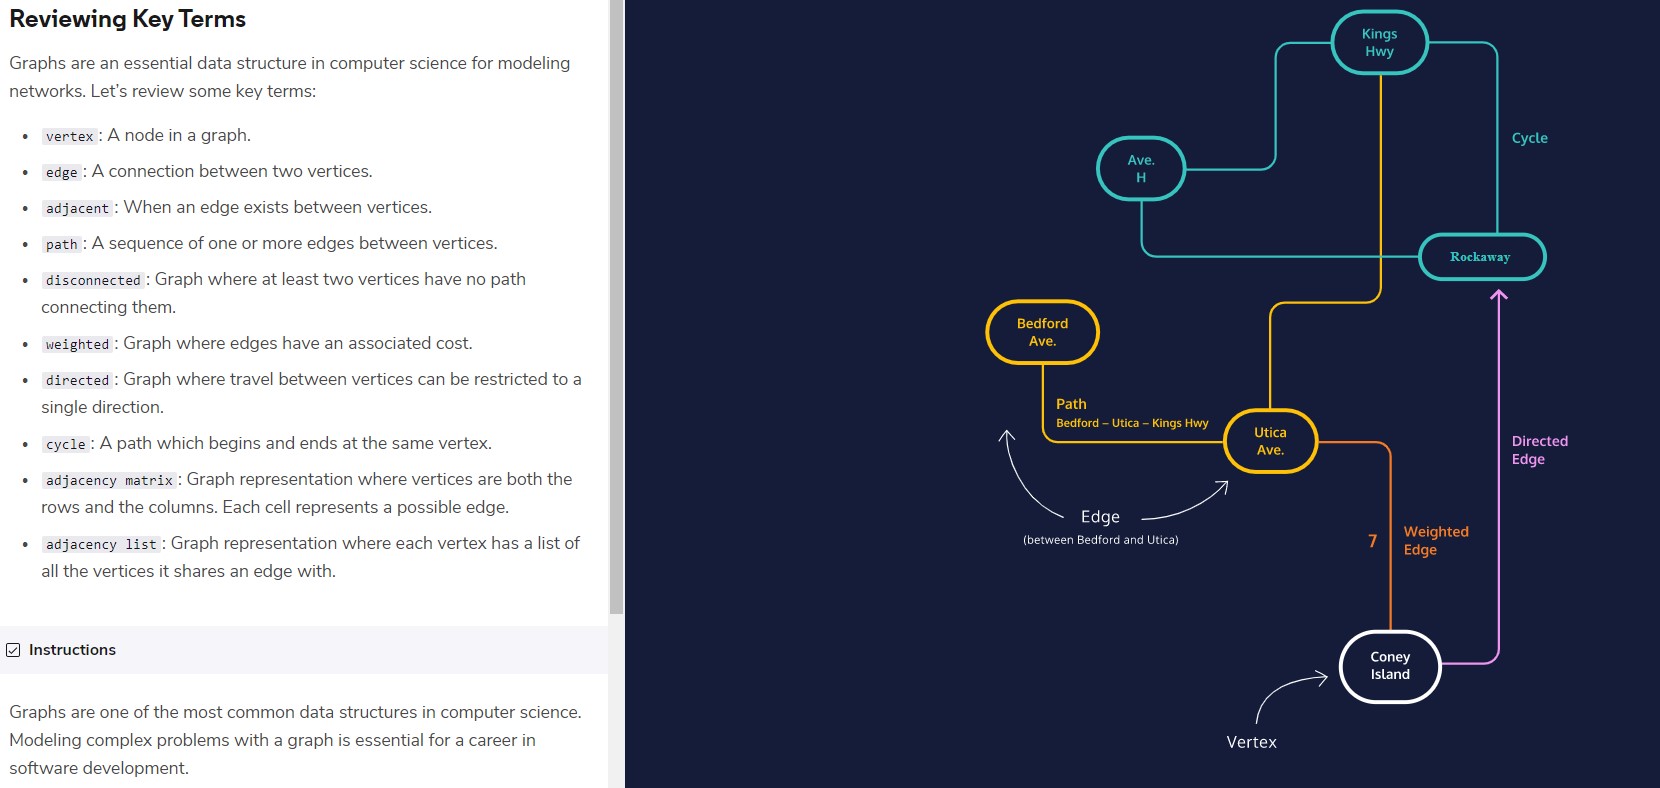 Reviewing Key Terms
Graphs are an essential data structure in computer science for modeling
networks. Let's review some key terms:
• vertex: A node in a graph.
• edge: A connection between two vertices.
• adjacent: When an edge exists between vertices.
• path: A sequence of one or more edges between vertices.
• disconnected: Graph where at least two vertices have no path
connecting them.
• weighted: Graph where edges have an associated cost.
• directed: Graph where travel between vertices can be restricted to a
single direction.
• cycle: A path which begins and ends at the same vertex.
• adjacency matrix: Graph representation where vertices are both the
rows and the columns. Each cell represents a possible edge.
• adjacency list: Graph representation where each vertex has a list of
all the vertices it shares an edge with.
Instructions
Graphs are one of the most common data structures in computer science.
Modeling complex problems with a graph is essential for a career in
software development.
Kings
Hwy
Cycle
Ave.
H
Rockaway
Bedford
Ave.
Path
Bedford – Utica – Kings Hwy
Utica
Ave.
Directed
Edge
Edge
(between Bedford and Utica)
7
Weighted
Edge
Coney
Island
Vertex